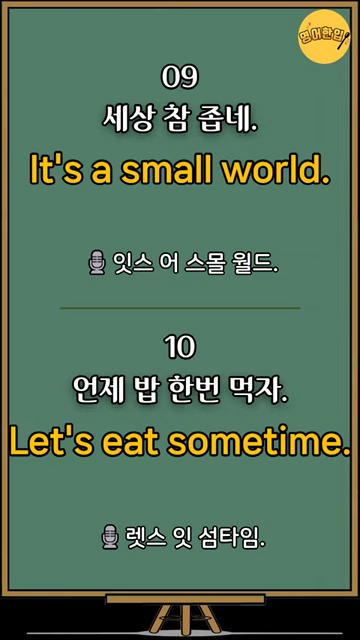 영어한입
09
세상 참 좁네.
It's a small world.
잇스 어 스몰 월드.
10
언제 밥 한번 먹자.
Let's eat sometime.
렛스 잇 섬타임.